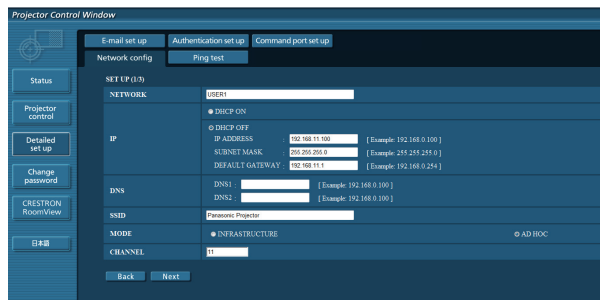 Projector Control Window
E-mail set up Authentication set up Command port set up
Network config Ping test
Status
Projector control
Detailed set up
Change password
CRESTRON RoomView
日本語
SET UP (1/3)
NETWORK USER1
IP
DHCP ON
DHCP OFF
IP ADDRESS : 192.168.11.100 [ Example: 192.168.0.100 ]
SUBNET MASK : 255.255.255.0 [ Example: 255.255.255.0 ]
DEFAULT GATEWAY : 192.168.11.1 [ Example: 192.168.0.254 ]
DNS
DNS1 : [ Example: 192.168.0.100 ]
DNS2 : [ Example: 192.168.0.100 ]
SSID Panasonic Projector
MODE INFRASTRUCTURE AD HOC
CHANNEL 11
Back Next